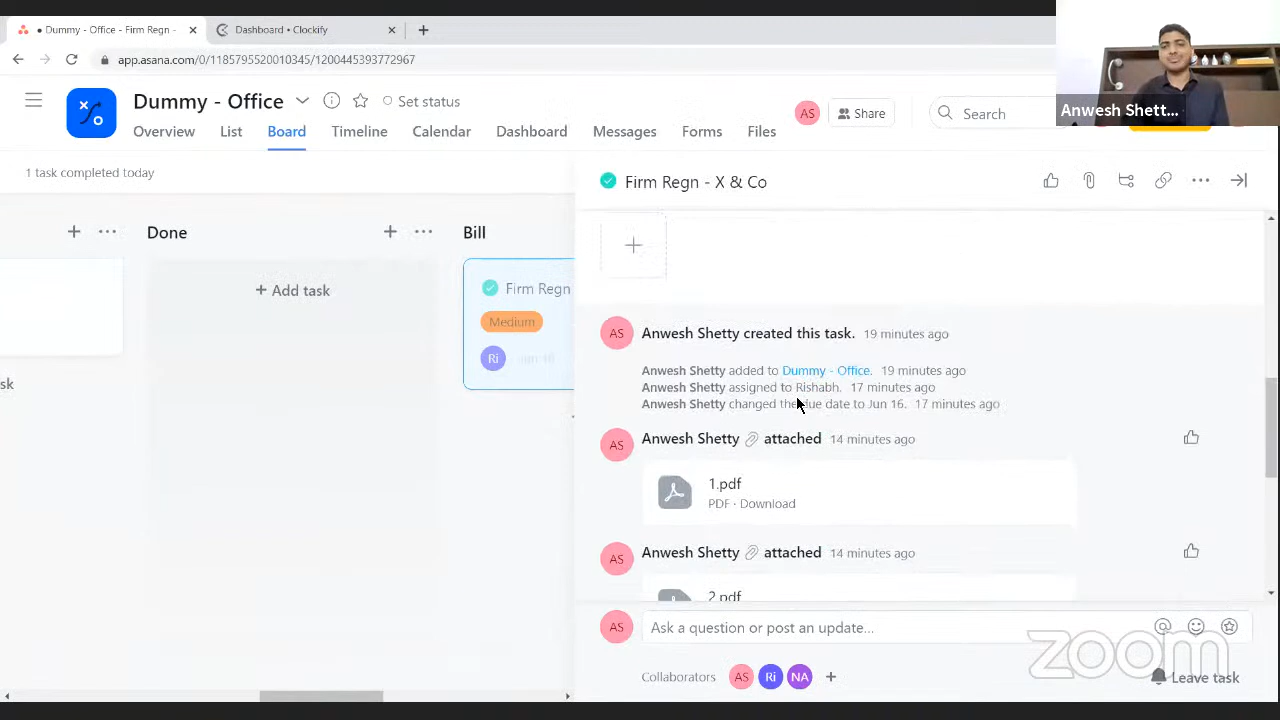 Dummy - Office - Firm Regn -
Dashboard • Clockify
app.asana.com/0/1185795520010345/1200445393772967
Anwesh Shett...
Dummy - Office
Set status
AS
Share
Search
Overview
List
Board
Timeline
Calendar
Dashboard
Messages
Forms
Files
1 task completed today
Firm Regn - X & Co
Done
Bill
+ Add task
Firm Regn
Medium
Ri
Jun 16
sk
AS
Anwesh Shetty created this task. 19 minutes ago
Anwesh Shetty added to Dummy - Office. 19 minutes ago
Anwesh Shetty assigned to Rishabh. 17 minutes ago
Anwesh Shetty changed the due date to Jun 16. 17 minutes ago
AS
Anwesh Shetty attached 14 minutes ago
1.pdf
PDF · Download
AS
Anwesh Shetty attached 14 minutes ago
2.pdf
AS
Ask a question or post an update...
zoom
Collaborators
AS
Ri
NA
Leave task